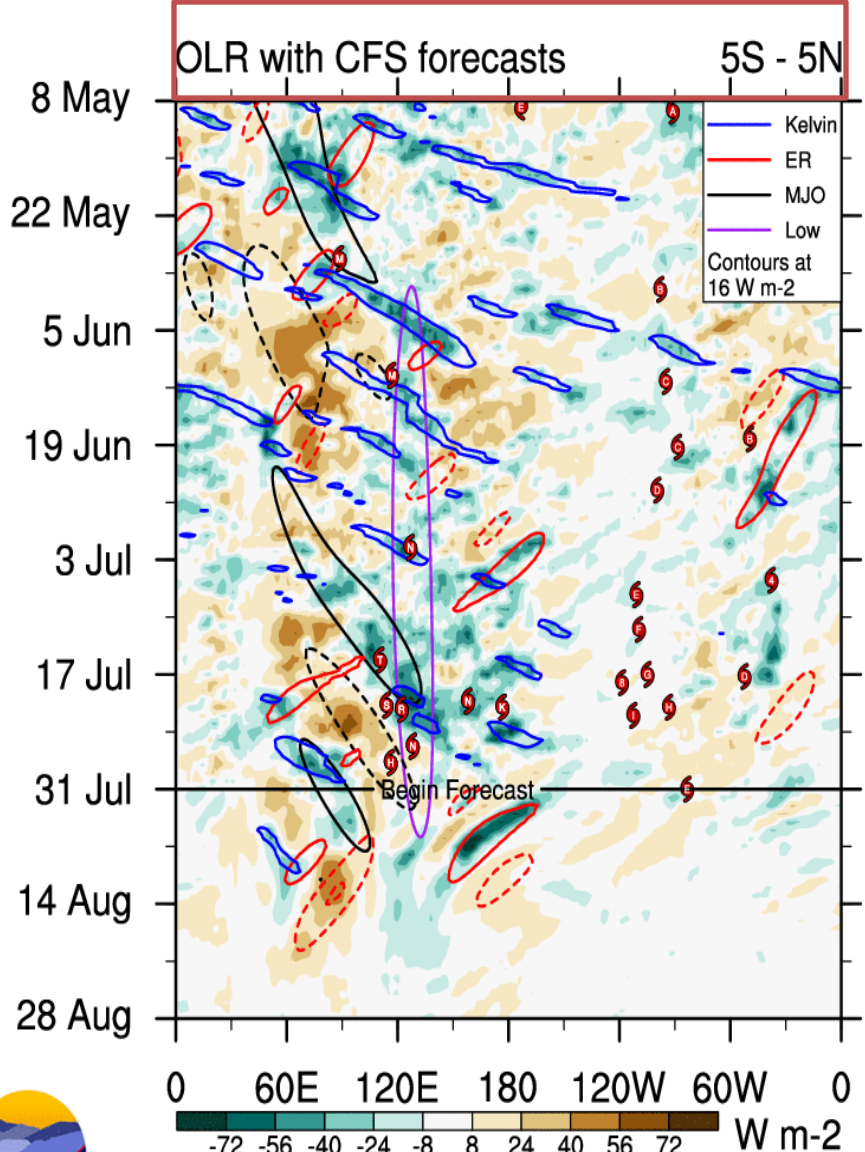 OLR with CFS forecasts 5S - 5N
8 May
22 May
5 Jun
19 Jun
3 Jul
17 Jul
31 Jul
14 Aug
28 Aug
Kelvin
ER
MJO
Low
Contours at
16 W m-2
E
A
M
B
M
C
B
C
D
N
4
E
F
T
G
D
8
S
R
N
K
H
I
N
H
E
Begin Forecast
0 60E 120E 180 120W 60W 0
-72 -56 -40 -24 -8 8 24 40 56 72 W m-2